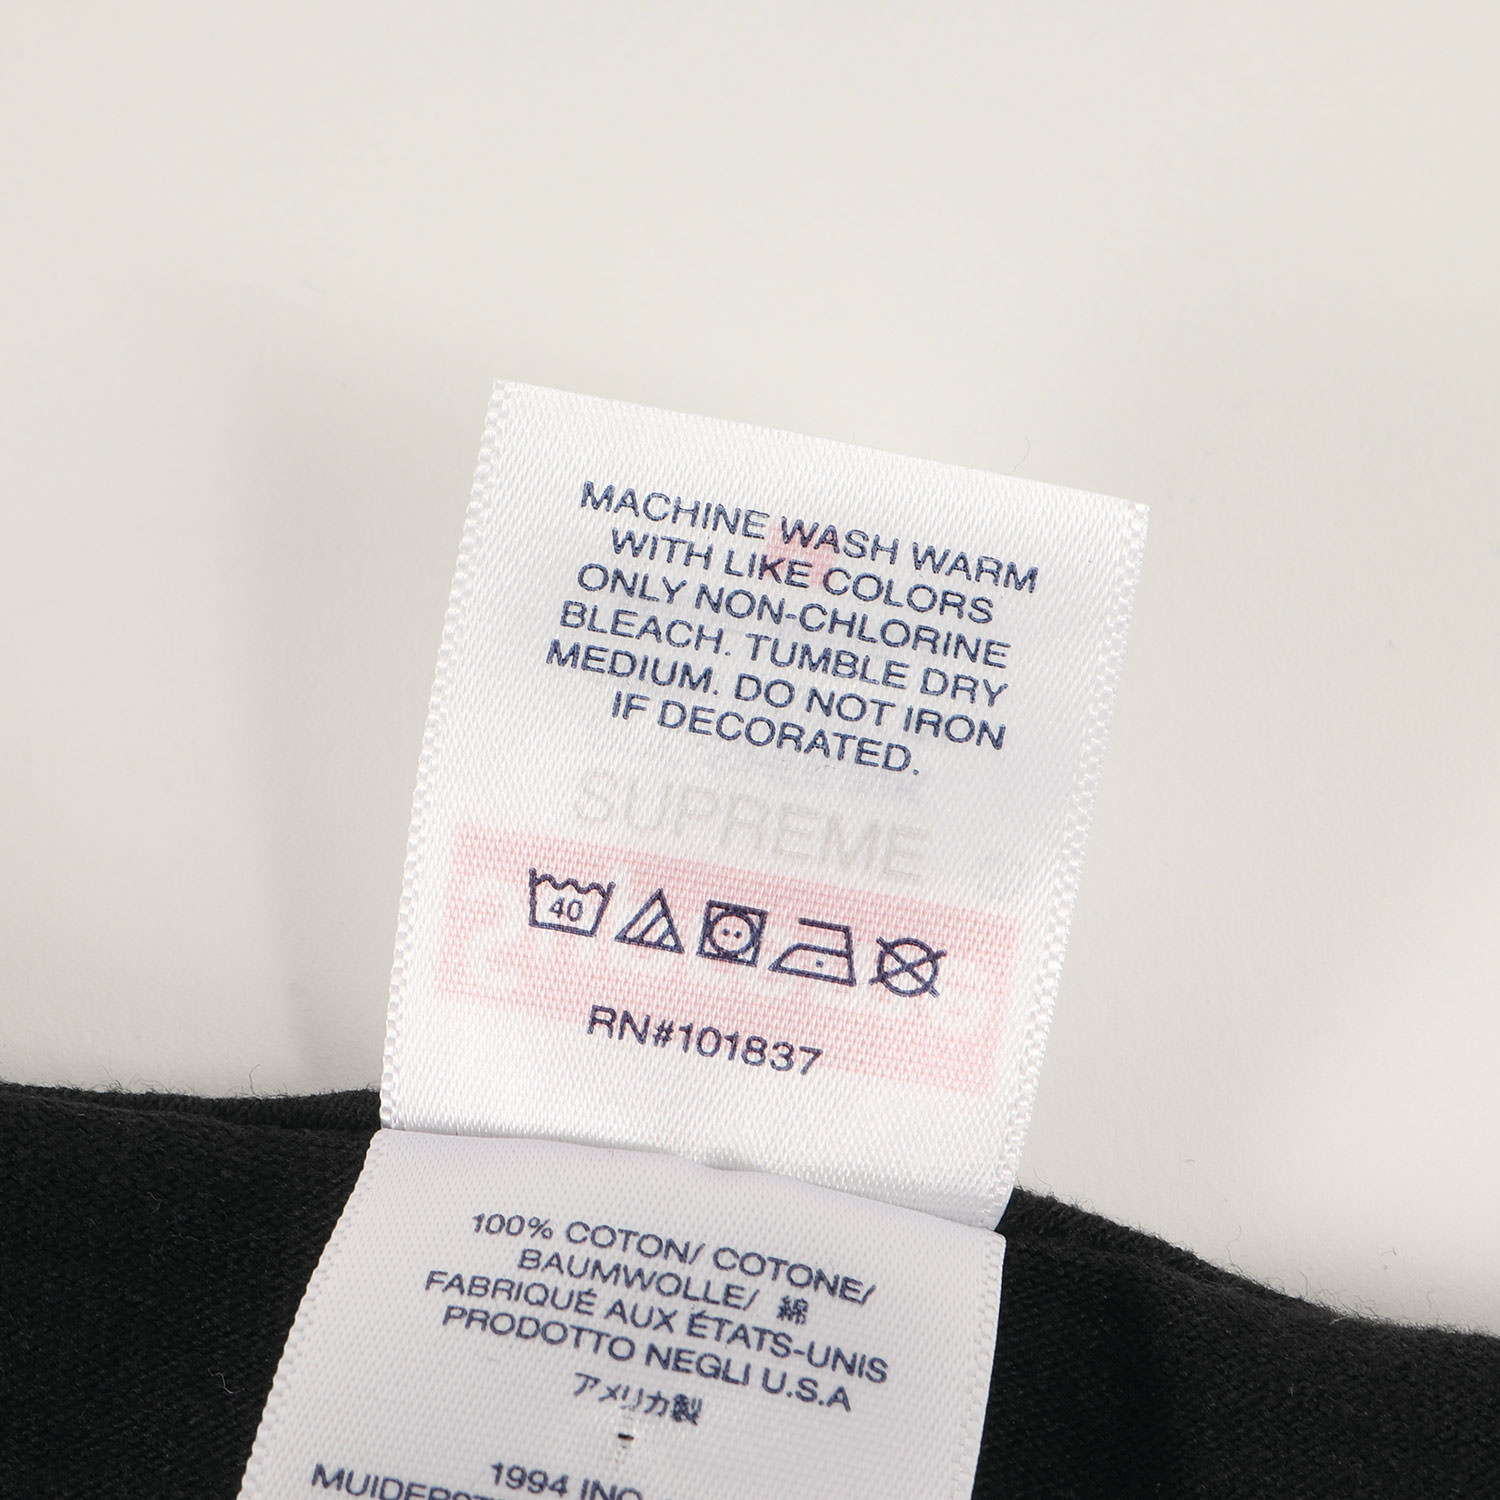 MACHINE WASH WARM
WITH LIKE COLORS
ONLY NON-CHLORINE
BLEACH. TUMBLE DRY
MEDIUM. DO NOT IRON
IF DECORATED.
SUPREME
40
RN#101837
100% COTON/ COTONE/
BAUMWOLLE/ 綿
FABRIQUÉ AUX ÉTATS-UNIS
PRODOTTO NEGLI U.S.A
アメリカ製
1994 INC